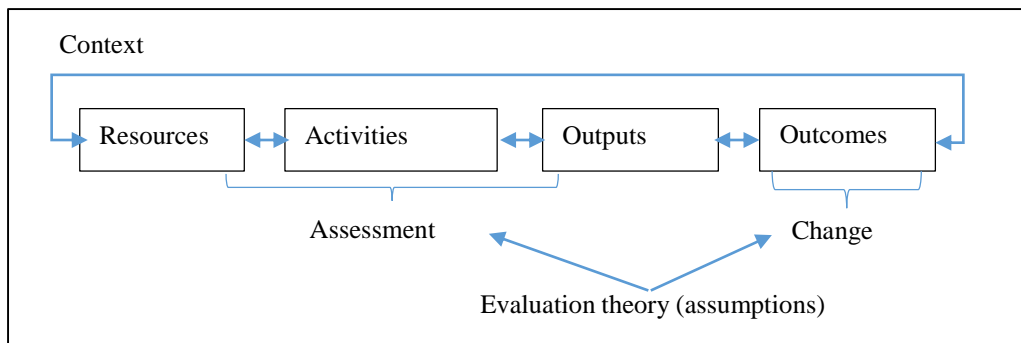 Context
Resources Activities Outputs Outcomes
Assessment Change
Evaluation theory (assumptions)